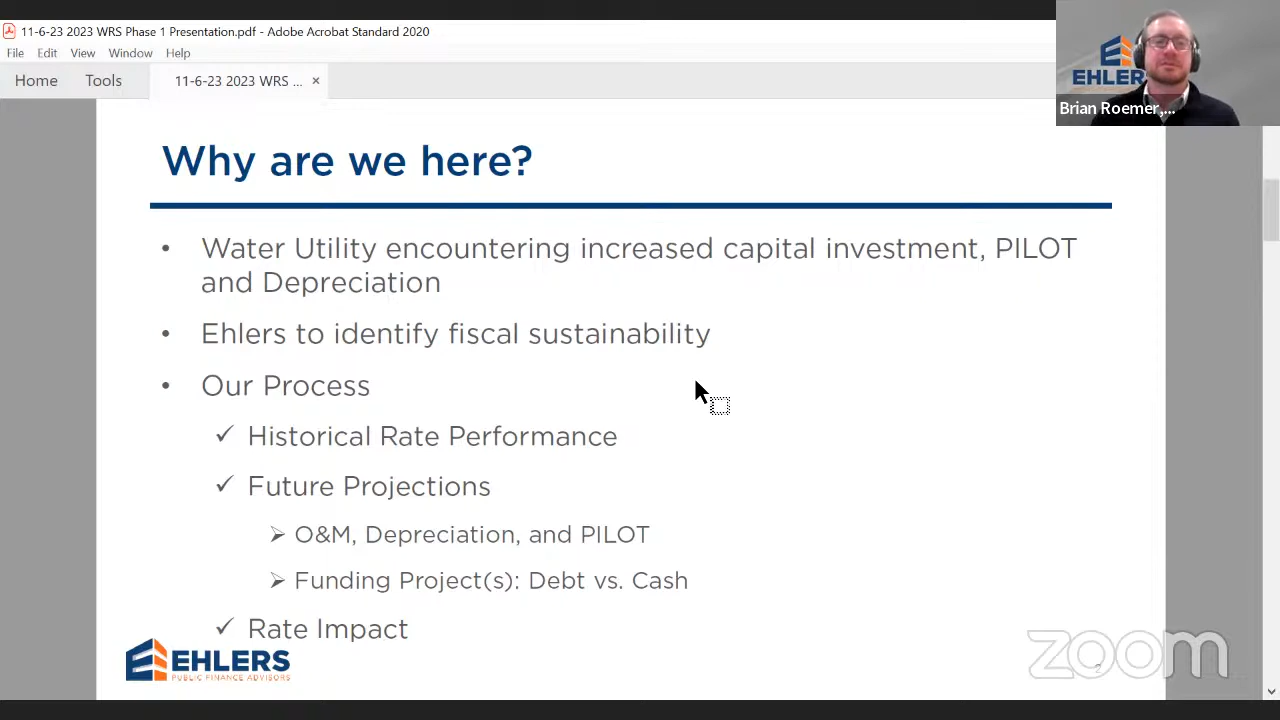 11-6-23 2023 WRS Phase 1 Presentation.pdf - Adobe Acrobat Standard 2020
File Edit View Window Help
Home Tools 11-6-23 2023 WRS ... ×
EHLER
Brian Roemer,...
Why are we here?
• Water Utility encountering increased capital investment, PILOT
and Depreciation
• Ehlers to identify fiscal sustainability
• Our Process
✓ Historical Rate Performance
✓ Future Projections
➢ O&M, Depreciation, and PILOT
➢ Funding Project(s): Debt vs. Cash
✓ Rate Impact
EHLERS
PUBLIC FINANCE ADVISORS
zoom
2